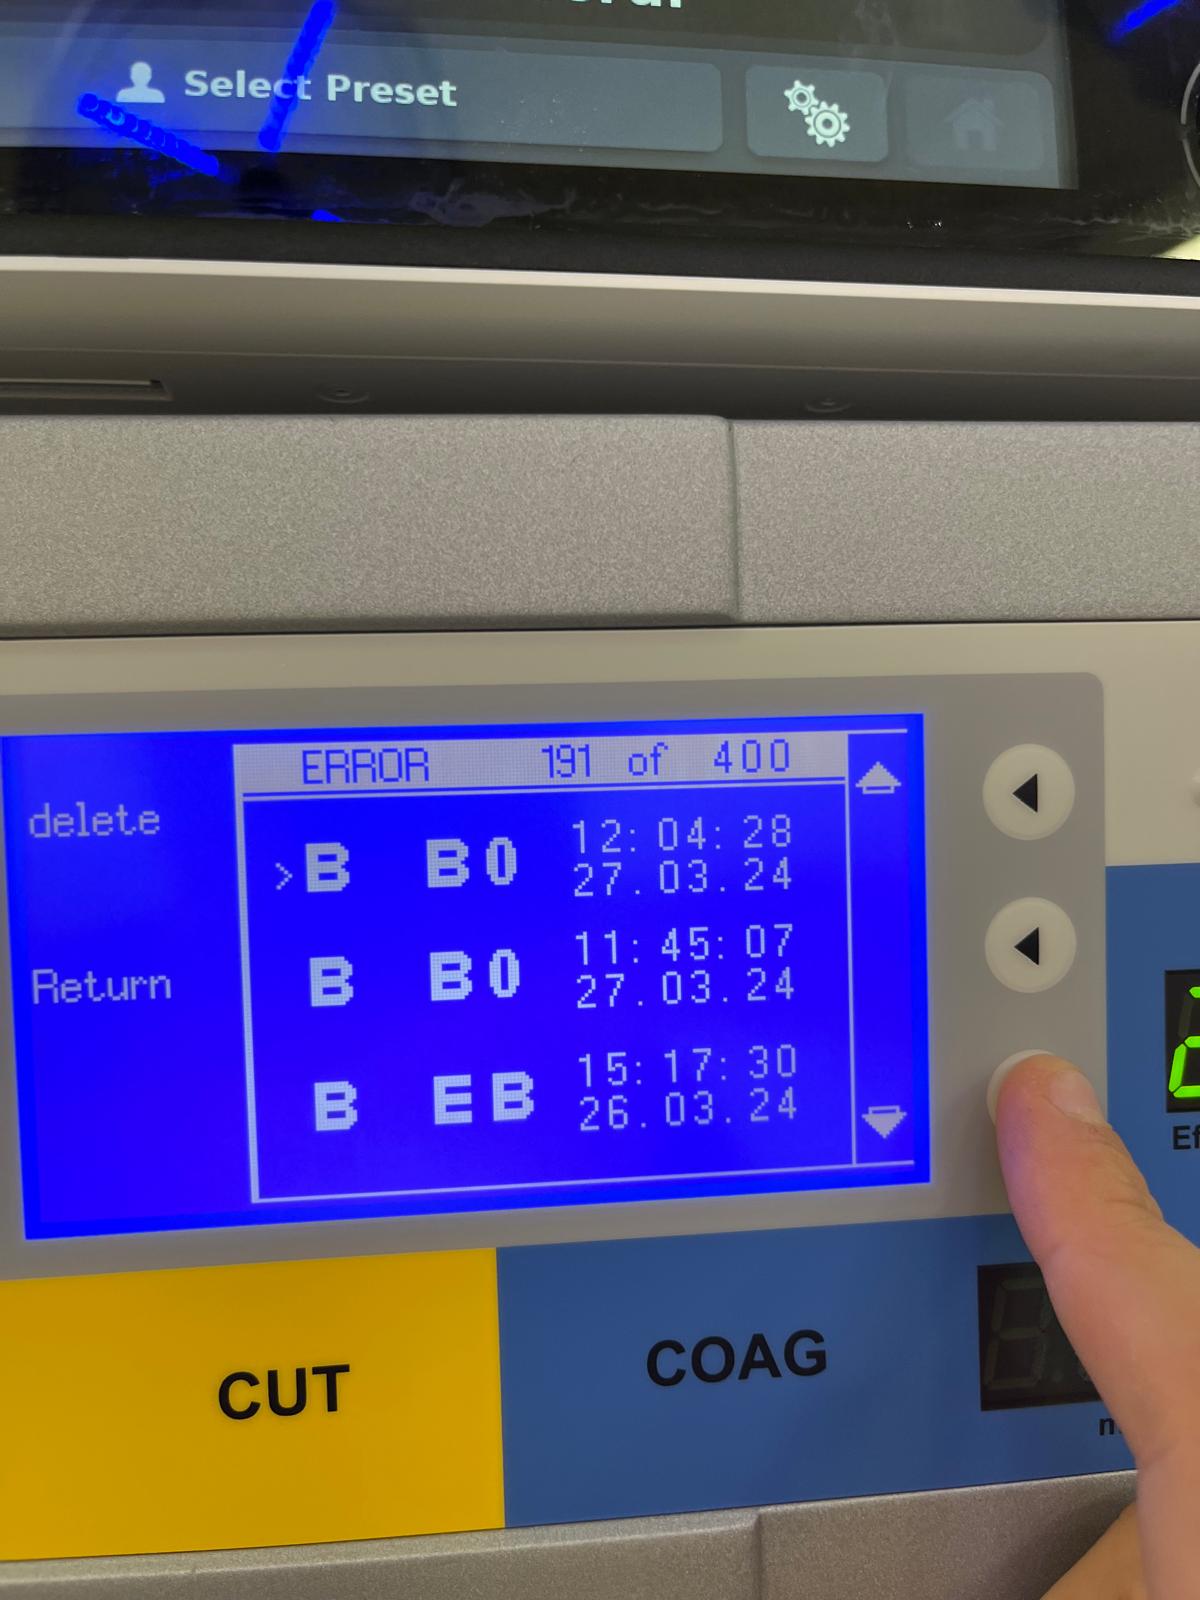 Select Preset
ERROR 191 of 400
delete
>B B0 12:04:28
27.03.24
B B0 11:45:07
27.03.24
Return
B EB 15:17:30
26.03.24
CUT
COAG